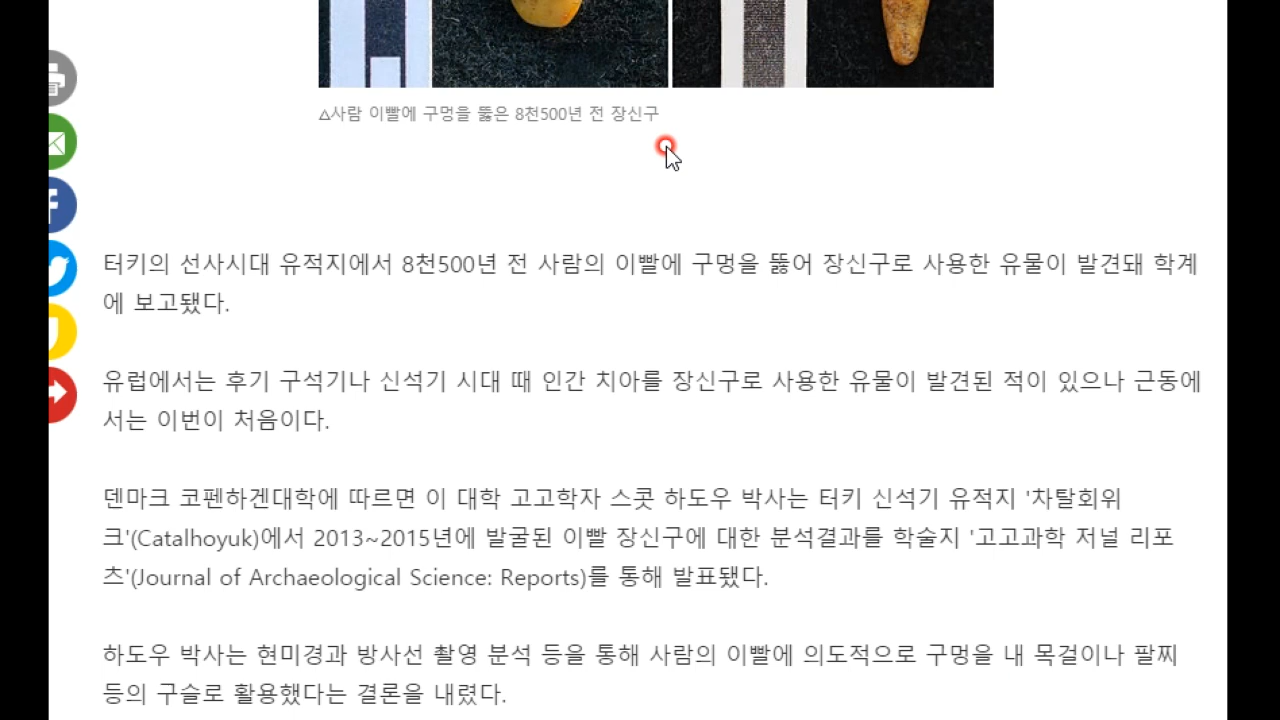 △사람 이빨에 구멍을 뚫은 8천500년 전 장신구
터키의 선사시대 유적지에서 8천500년 전 사람의 이빨에 구멍을 뚫어 장신구로 사용한 유물이 발견돼 학계
에 보고됐다.
유럽에서는 후기 구석기나 신석기 시대 때 인간 치아를 장신구로 사용한 유물이 발견된 적이 있으나 근동에
서는 이번이 처음이다.
덴마크 코펜하겐대학에 따르면 이 대학 고고학자 스콧 하도우 박사는 터키 신석기 유적지 '차탈회위
크'(Catalhoyuk)에서 2013~2015년에 발굴된 이빨 장신구에 대한 분석결과를 학술지 '고고과학 저널 리포
츠'(Journal of Archaeological Science: Reports)를 통해 발표됐다.
하도우 박사는 현미경과 방사선 촬영 분석 등을 통해 사람의 이빨에 의도적으로 구멍을 내 목걸이나 팔찌
등의 구슬로 활용했다는 결론을 내렸다.